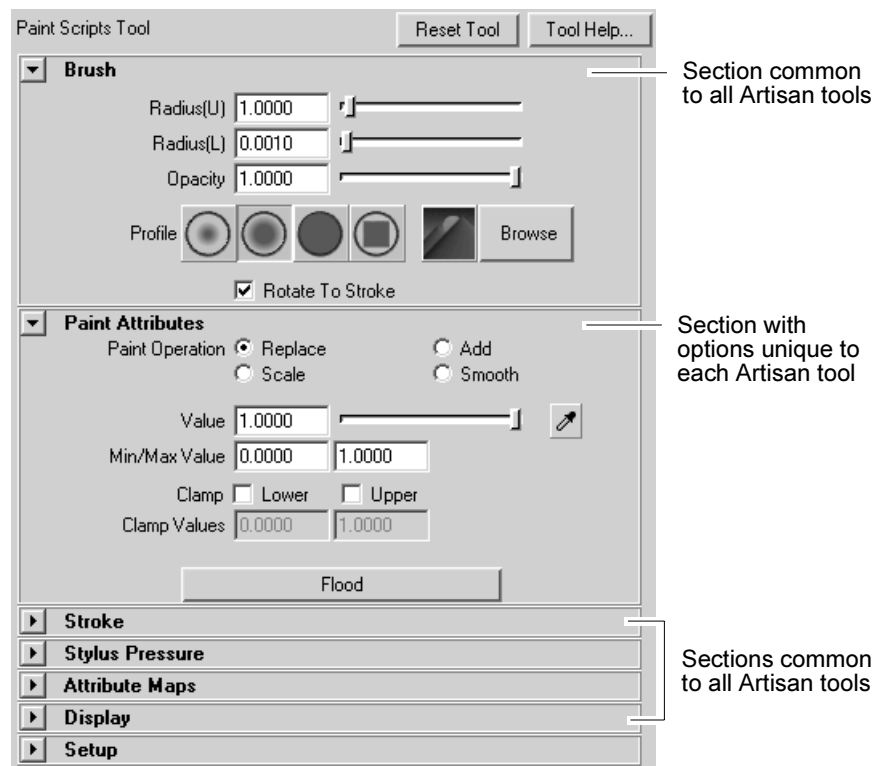 Paint Scripts Tool Reset Tool Tool Help...
Brush
Section common
to all Artisan tools
Radius(U) 1.0000
Radius(L) 0.0010
Opacity 1.0000
Profile Browse
Rotate To Stroke
Paint Attributes
Section with
options unique to
each Artisan tool
Paint Operation Replace Add
Scale Smooth
Value 1.0000
Min/Max Value 0.0000 1.0000
Clamp Lower Upper
Clamp Values 0.0000 1.0000
Flood
Stroke
Stylus Pressure
Attribute Maps
Display
Setup
Sections common
to all Artisan tools